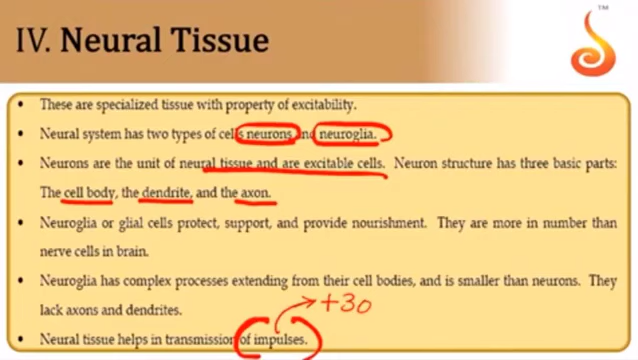 IV. Neural Tissue
TM
• These are specialized tissue with property of excitability.
• Neural system has two types of cells neurons and neuroglia.
• Neurons are the unit of neural tissue and are excitable cells. Neuron structure has three basic parts:
The cell body, the dendrite, and the axon.
• Neuroglia or glial cells protect, support, and provide nourishment. They are more in number than
nerve cells in brain.
• Neuroglia has complex processes extending from their cell bodies, and is smaller than neurons. They
lack axons and dendrites.
+30
• Neural tissue helps in transmission of impulses.